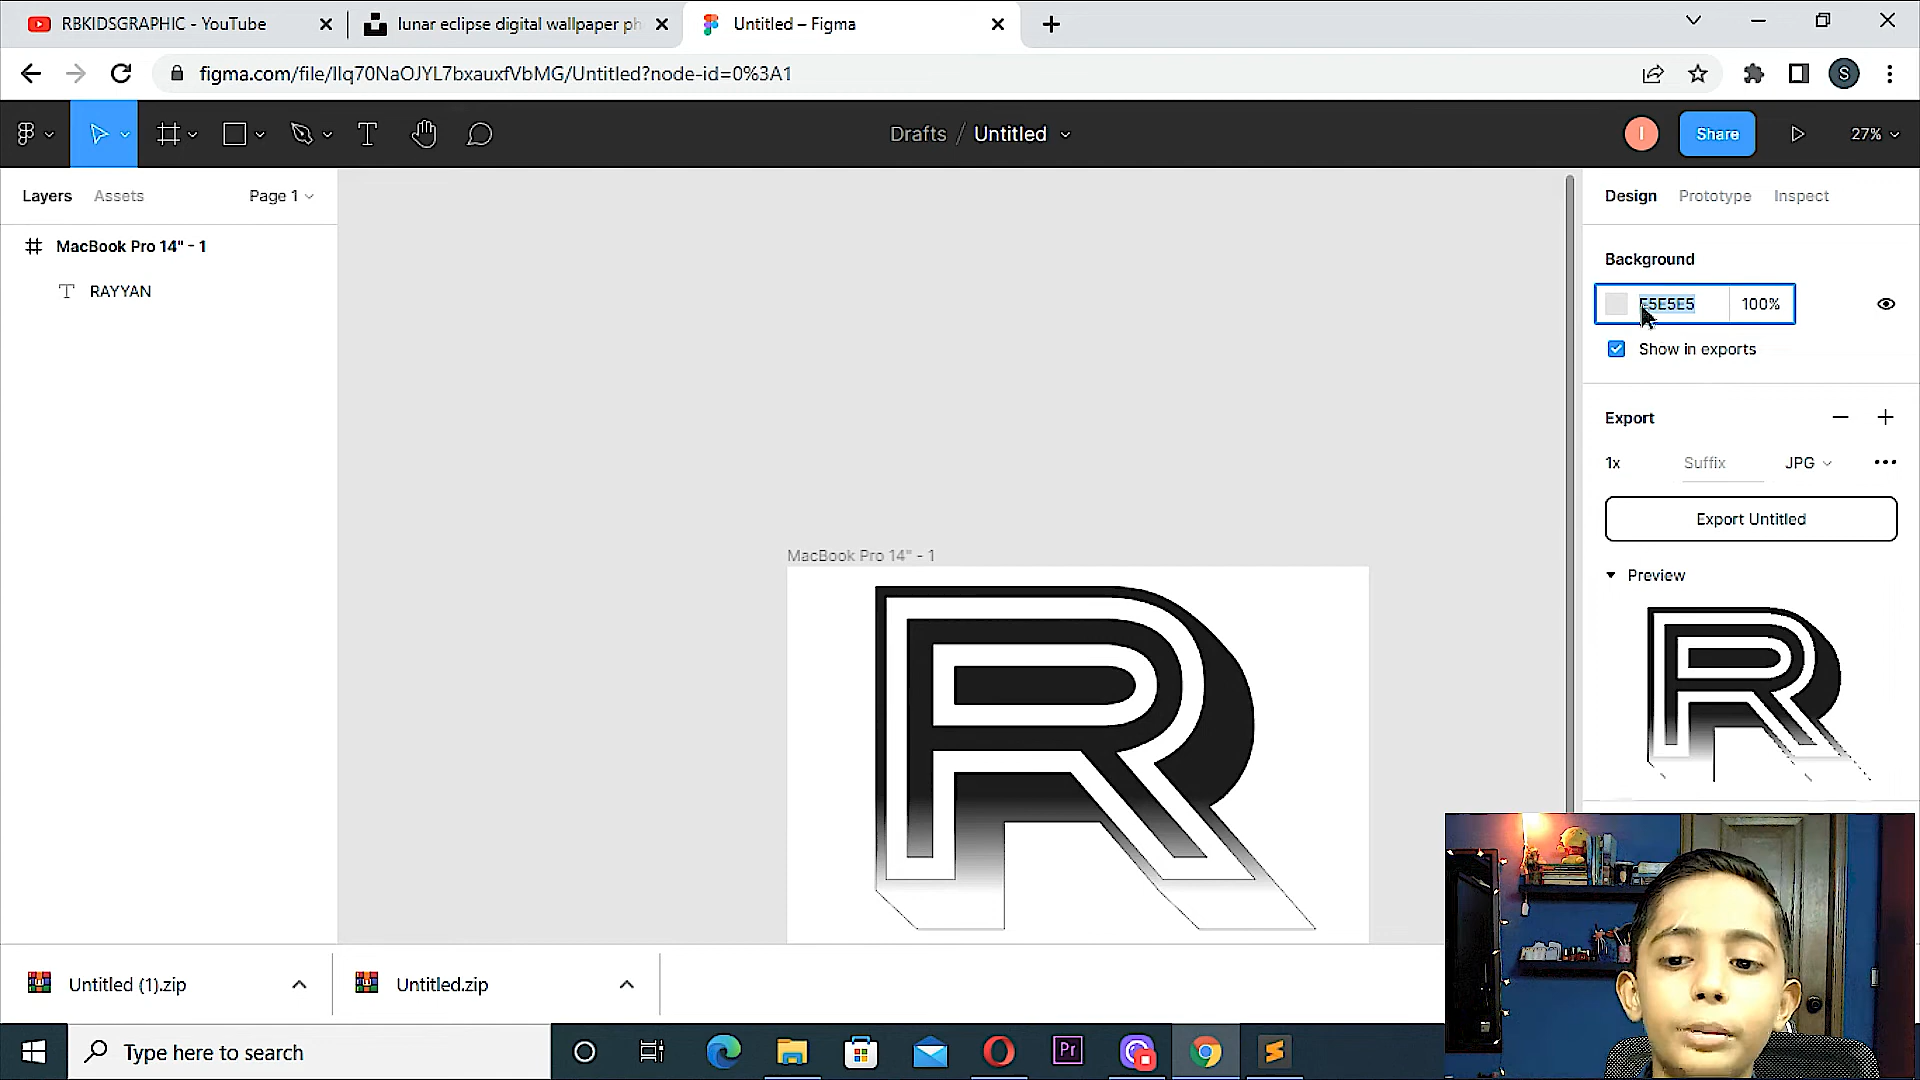 RBKIDSGRAPHIC - YouTube
lunar eclipse digital wallpaper ph
Untitled – Figma
figma.com/file/Ilq70NaOJYL7bxauxfVbMG/Untitled?node-id=0%3A1
S
T
Drafts / Untitled
I
Share
27%
Layers
Assets
Page 1
Design
Prototype
Inspect
MacBook Pro 14" - 1
T RAYYAN
Background
E5E5E5
100%
Show in exports
Export
1x
Suffix
JPG
Export Untitled
Preview
MacBook Pro 14" - 1
R
R
Untitled (1).zip
Untitled.zip
Type here to search
Pr